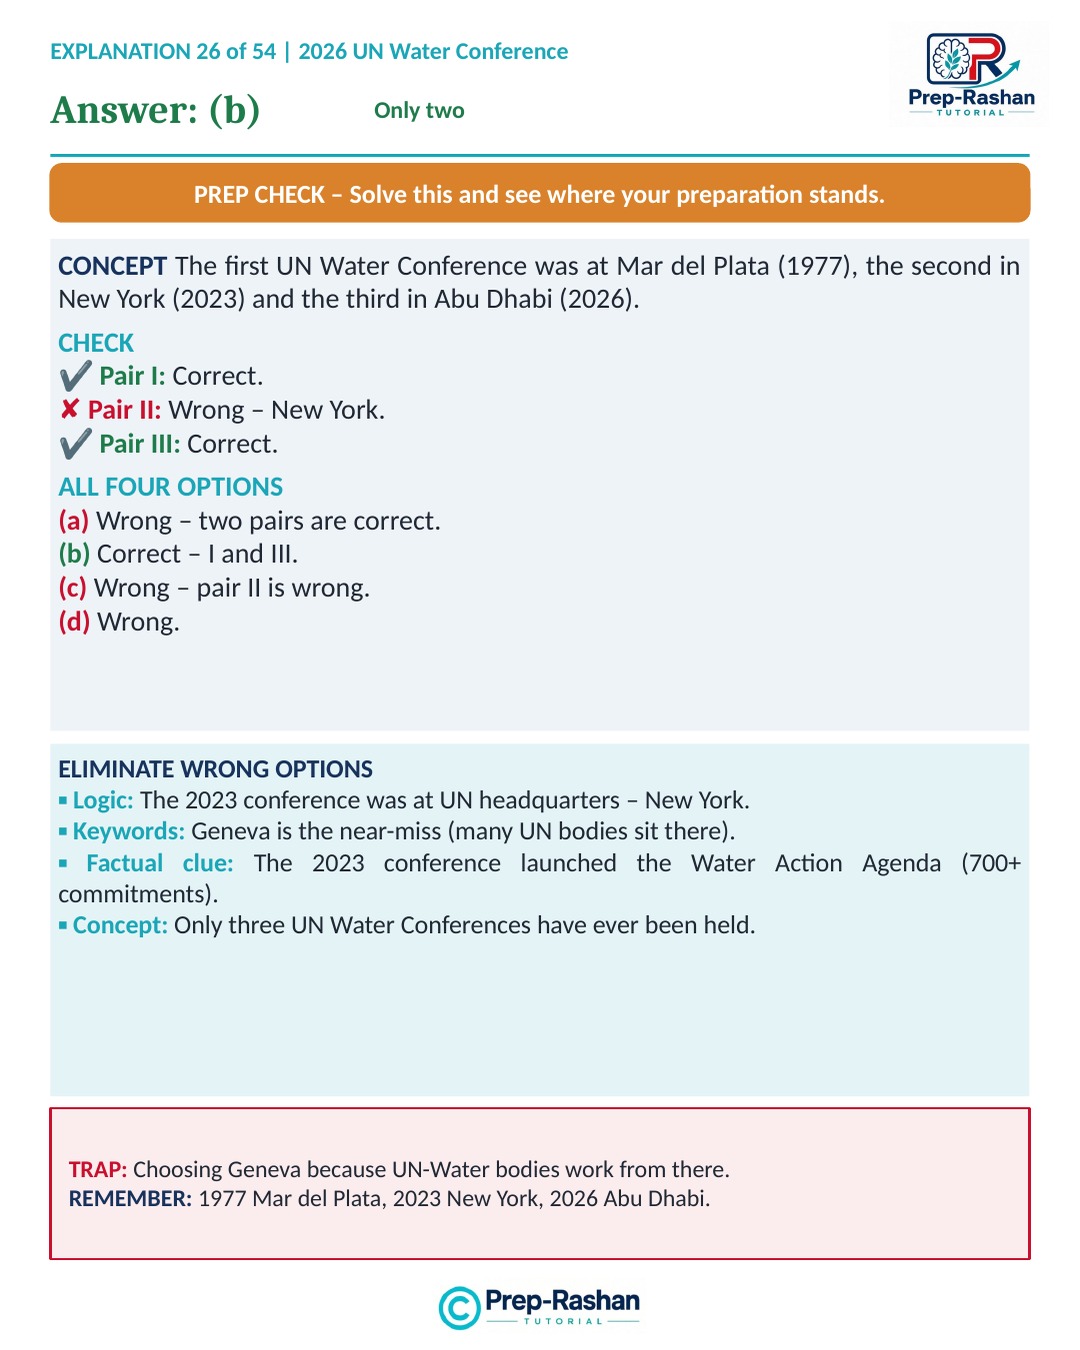 EXPLANATION 26 of 54 | 2026 UN Water Conference
Prep-Rashan
TUTORIAL
Answer: (b) Only two
PREP CHECK – Solve this and see where your preparation stands.
CONCEPT The first UN Water Conference was at Mar del Plata (1977), the second in
New York (2023) and the third in Abu Dhabi (2026).
CHECK
✔ Pair I: Correct.
✘ Pair II: Wrong – New York.
✔ Pair III: Correct.
ALL FOUR OPTIONS
(a) Wrong – two pairs are correct.
(b) Correct – I and III.
(c) Wrong – pair II is wrong.
(d) Wrong.
ELIMINATE WRONG OPTIONS
▪ Logic: The 2023 conference was at UN headquarters – New York.
▪ Keywords: Geneva is the near-miss (many UN bodies sit there).
▪ Factual clue: The 2023 conference launched the Water Action Agenda (700+
commitments).
▪ Concept: Only three UN Water Conferences have ever been held.
TRAP: Choosing Geneva because UN-Water bodies work from there.
REMEMBER: 1977 Mar del Plata, 2023 New York, 2026 Abu Dhabi.
© Prep-Rashan
TUTORIAL